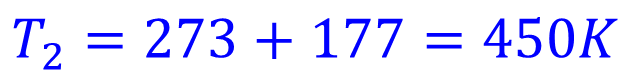 T₂ = 273 + 177 = 450K